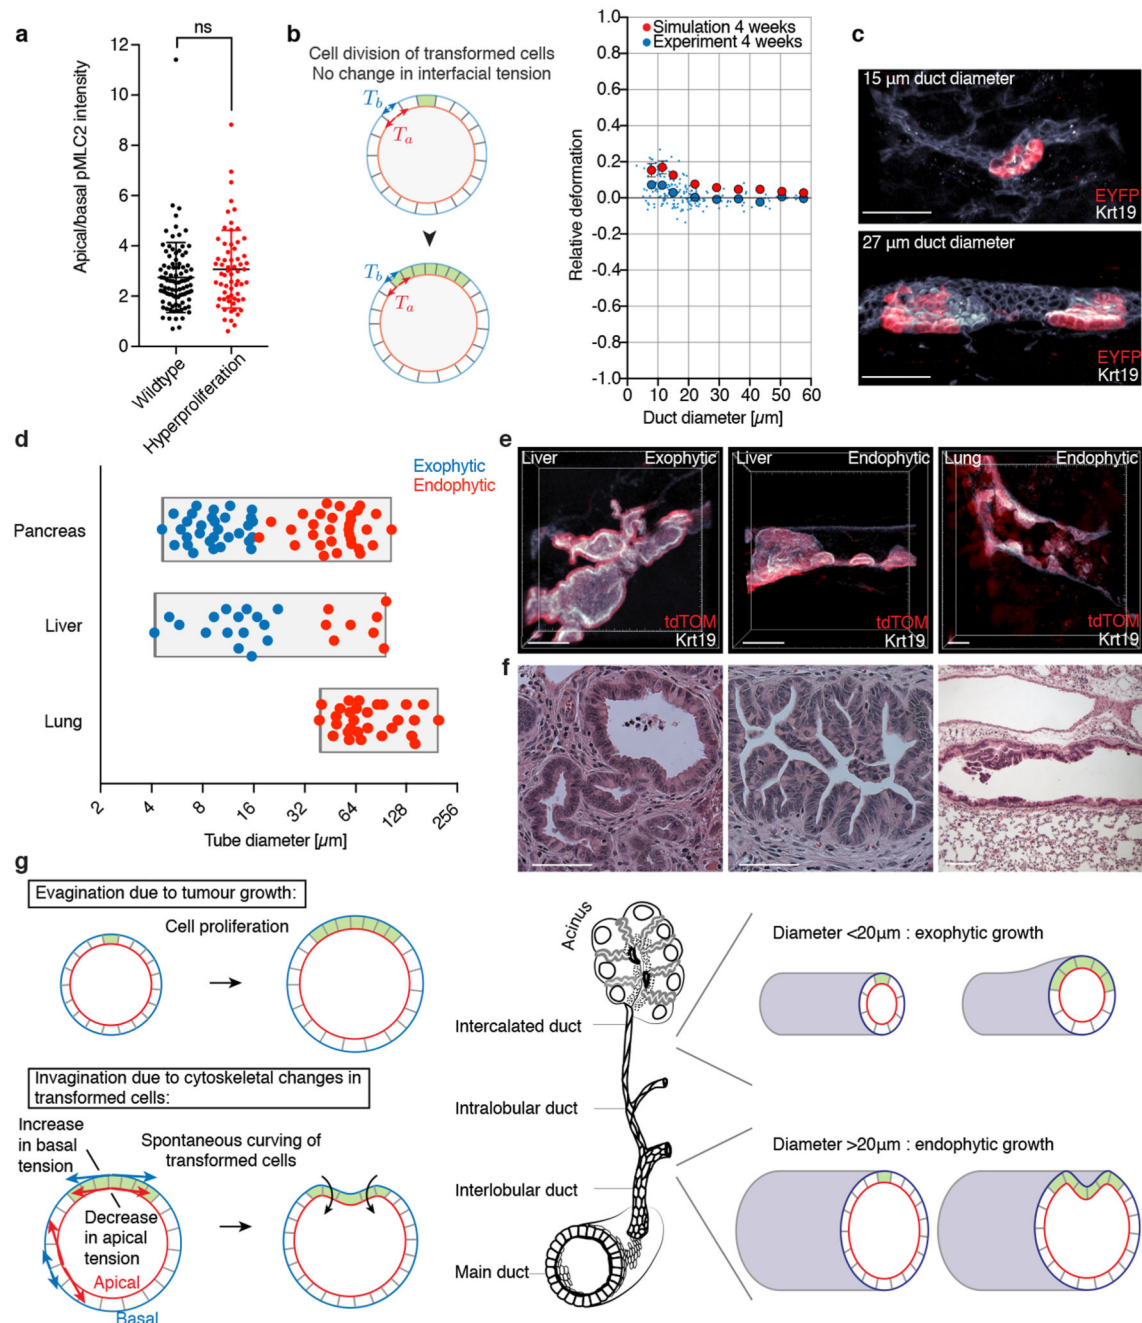 a
ns
12
10
8
6
4
2
0
Apical/basal pMLC2 intensity
Wildtype
Hyperproliferation
b
Cell division of transformed cells
No change in interfacial tension
Tb
Ta
Tb
Ta
Simulation 4 weeks
Experiment 4 weeks
1.0
0.8
0.6
0.4
0.2
0.0
-0.2
-0.4
-0.6
-0.8
-1.0
Relative deformation
0 10 20 30 40 50 60
Duct diameter [µm]
c
15 µm duct diameter
EYFP
Krt19
27 µm duct diameter
EYFP
Krt19
d
Exophytic
Endophytic
Pancreas
Liver
Lung
2 4 8 16 32 64 128 256
Tube diameter [µm]
e
Liver Exophytic
tdTOM
Krt19
Liver Endophytic
tdTOM
Krt19
Lung Endophytic
tdTOM
Krt19
f
g
Evagination due to tumour growth:
Cell proliferation
Invagination due to cytoskeletal changes in
transformed cells:
Increase
in basal
tension
Spontaneous curving of
transformed cells
Decrease
in apical
tension
Apical
Basal
Acinus
Intercalated duct
Intralobular duct
Interlobular duct
Main duct
Diameter <20µm : exophytic growth
Diameter >20µm : endophytic growth